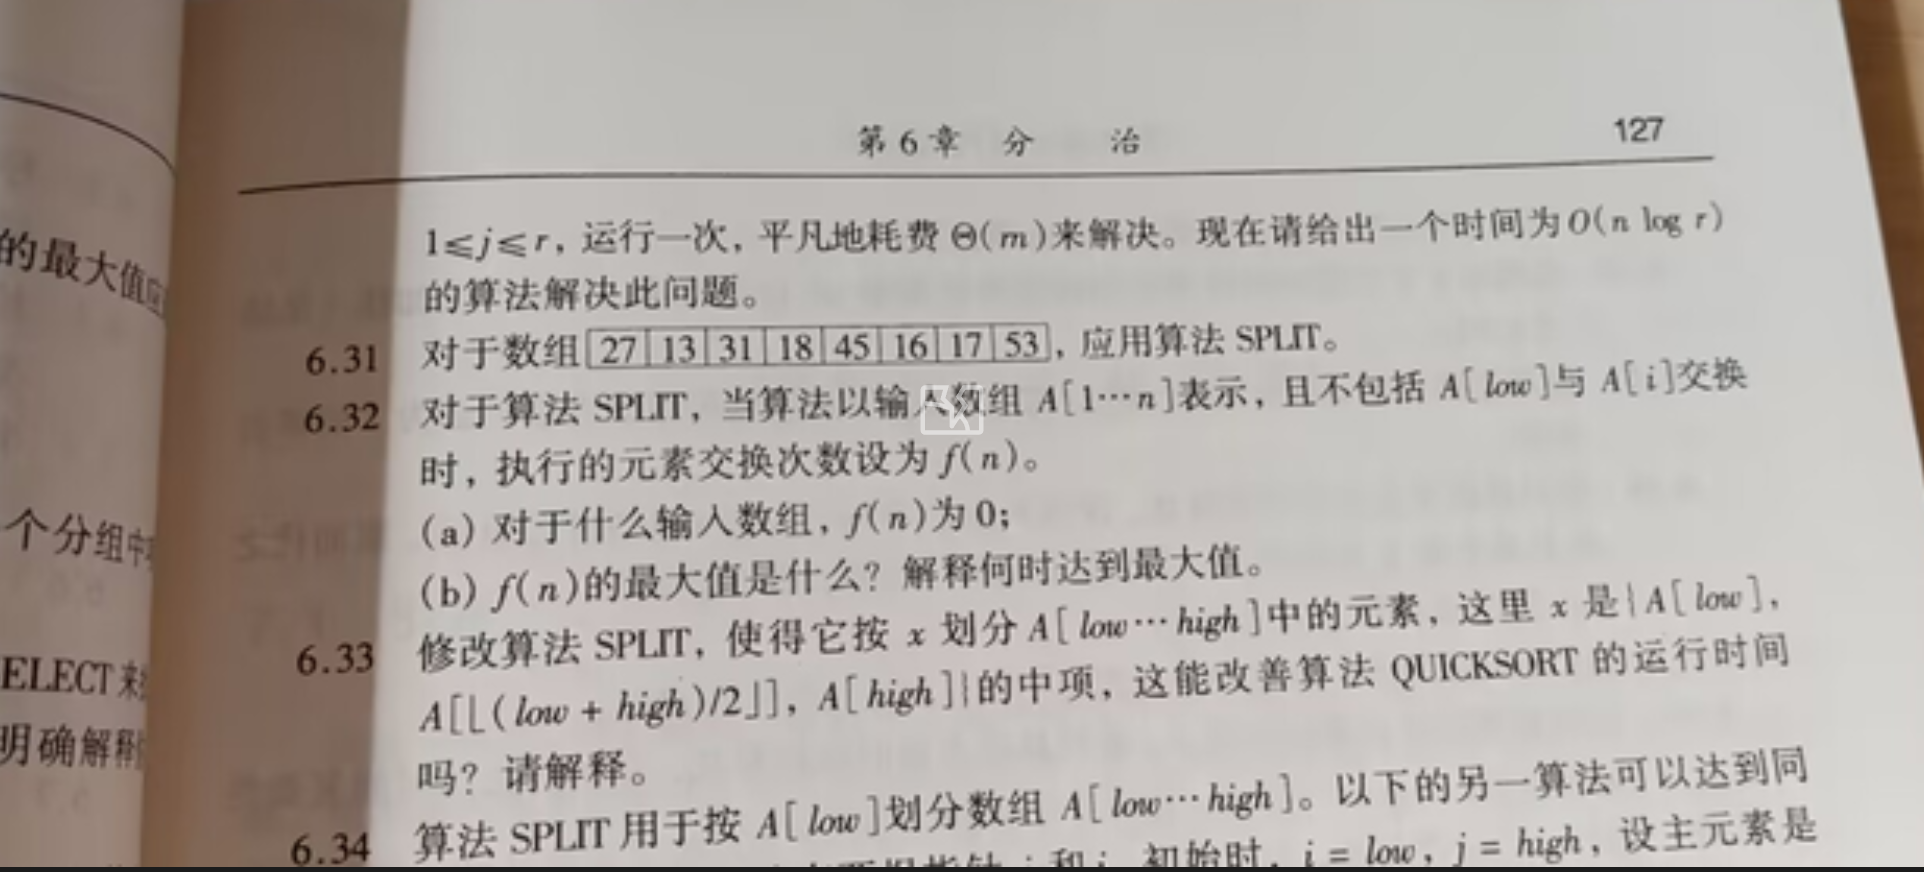 第6章 分 治
127
的最大值
个分组中
ELECT来
明确解释
1≤j≤r，运行一次，平凡地耗费 Θ(m)来解决。现在请给出一个时间为O(n log r)
的算法解决此问题。
6.31 对于数组 27 13 31 18 45 16 17 53，应用算法 SPLIT。
6.32 对于算法 SPLIT，当算法以输入数组 A[1…n]表示，且不包括 A[low]与 A[i]交换
时，执行的元素交换次数设为 f(n)。
(a) 对于什么输入数组，f(n)为0；
(b) f(n)的最大值是什么？解释何时达到最大值。
6.33 修改算法 SPLIT，使得它按 x 划分 A[low…high]中的元素，这里 x 是{A[low]，
A[⌊(low + high)/2⌋]，A[high]}的中项，这能改善算法 QUICKSORT 的运行时间
吗？请解释。
6.34 算法 SPLIT 用于按 A[low]划分数组 A[low…high]。以下的另一算法可以达到同
初始时，i = low，j = high，设主元素是